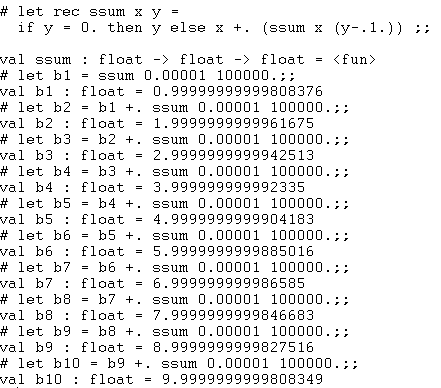 # let rec ssum x y =
  if y = 0. then y else x +. (ssum x (y-.1.)) ;;

val ssum : float -> float -> float = <fun>
# let b1 = ssum 0.00001 100000.;;
val b1 : float = 0.99999999999808376
# let b2 = b1 +. ssum 0.00001 100000.;;
val b2 : float = 1.9999999999961675
# let b3 = b2 +. ssum 0.00001 100000.;;
val b3 : float = 2.9999999999942513
# let b4 = b3 +. ssum 0.00001 100000.;;
val b4 : float = 3.999999999992335
# let b5 = b4 +. ssum 0.00001 100000.;;
val b5 : float = 4.9999999999904183
# let b6 = b5 +. ssum 0.00001 100000.;;
val b6 : float = 5.9999999999885016
# let b7 = b6 +. ssum 0.00001 100000.;;
val b7 : float = 6.999999999986585
# let b8 = b7 +. ssum 0.00001 100000.;;
val b8 : float = 7.9999999999846683
# let b9 = b8 +. ssum 0.00001 100000.;;
val b9 : float = 8.9999999999827516
# let b10 = b9 +. ssum 0.00001 100000.;;
val b10 : float = 9.9999999999808349